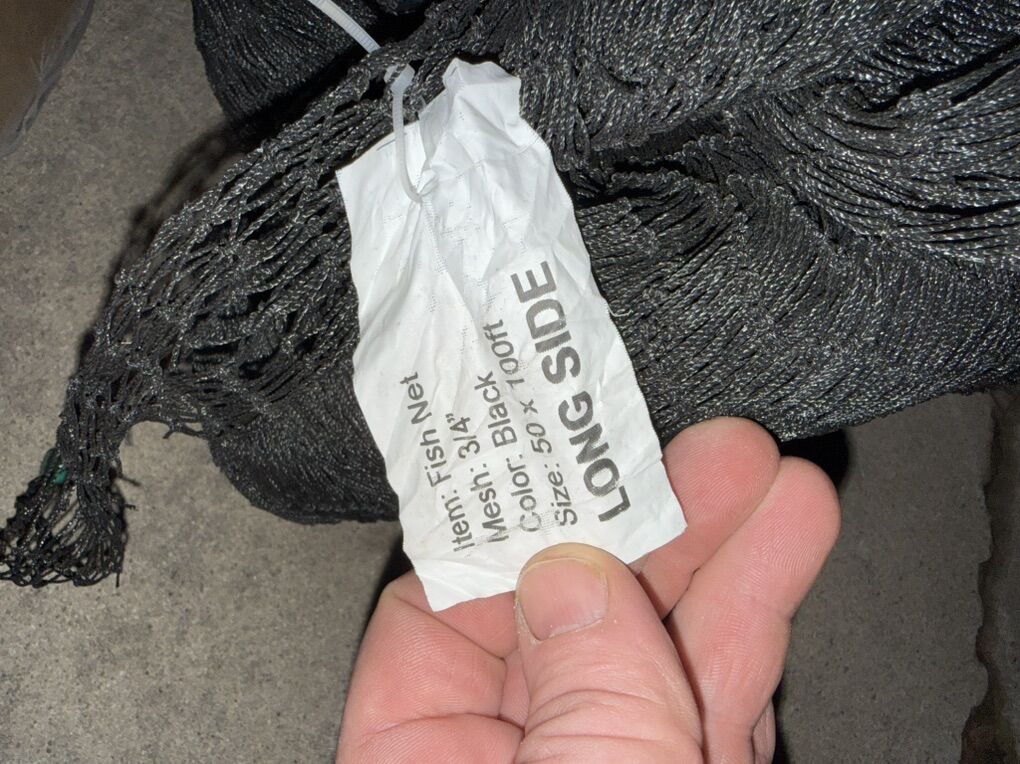 Item: Fish Net
Mesh: 3/4"
Color: Black
Size: 50 x 100ft
LONG SIDE